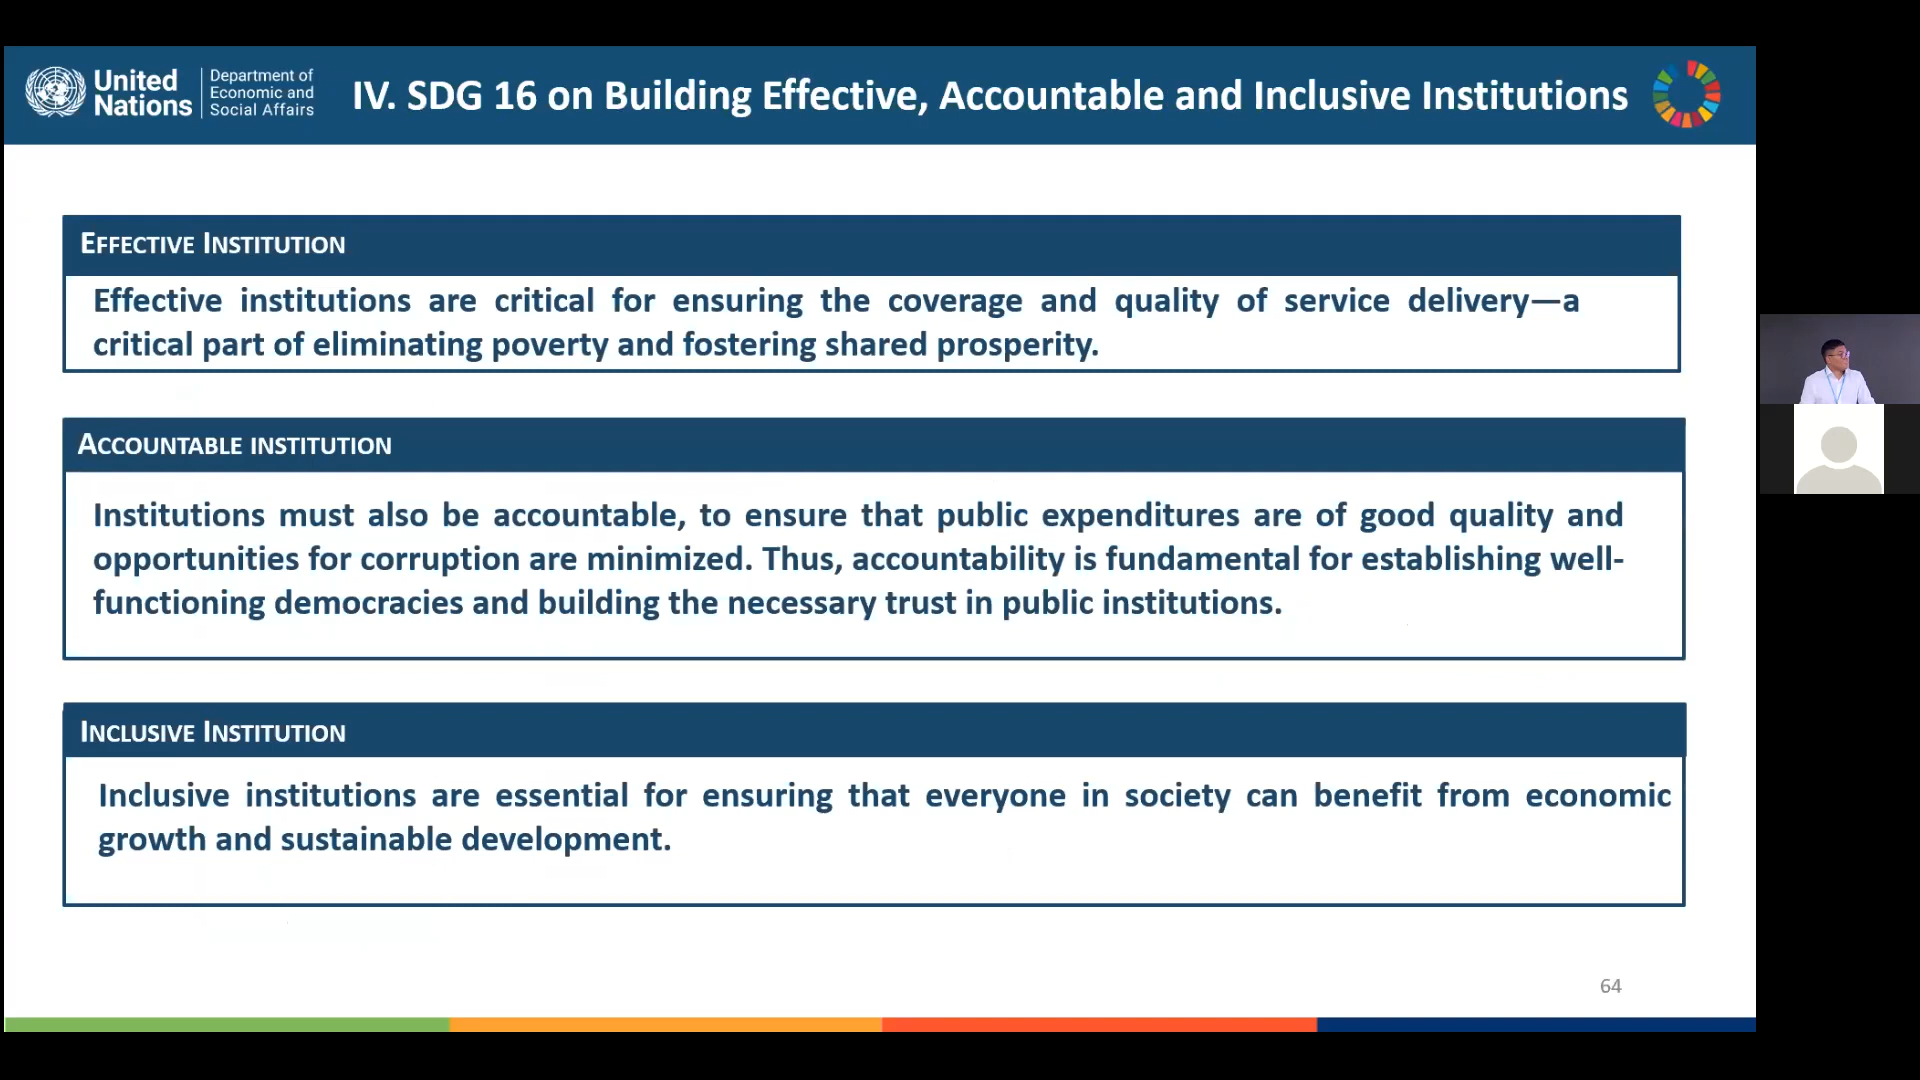 United Nations
Department of Economic and Social Affairs
IV. SDG 16 on Building Effective, Accountable and Inclusive Institutions
EFFECTIVE INSTITUTION
Effective institutions are critical for ensuring the coverage and quality of service delivery—a
critical part of eliminating poverty and fostering shared prosperity.
ACCOUNTABLE INSTITUTION
Institutions must also be accountable, to ensure that public expenditures are of good quality and
opportunities for corruption are minimized. Thus, accountability is fundamental for establishing well-
functioning democracies and building the necessary trust in public institutions.
INCLUSIVE INSTITUTION
Inclusive institutions are essential for ensuring that everyone in society can benefit from economic
growth and sustainable development.
64